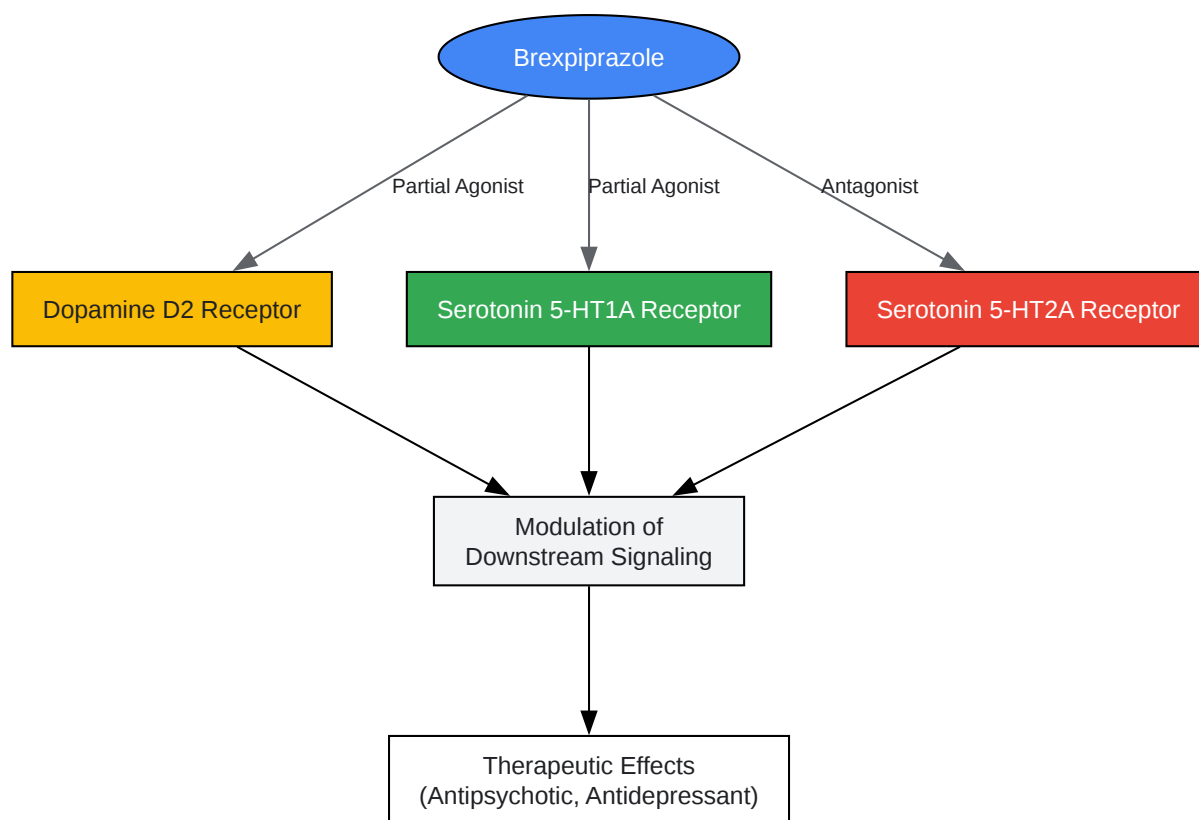 Brexpiprazole
Partial Agonist
Partial Agonist
Antagonist
Dopamine D2 Receptor
Serotonin 5-HT1A Receptor
Serotonin 5-HT2A Receptor
Modulation of
Downstream Signaling
Therapeutic Effects
(Antipsychotic, Antidepressant)